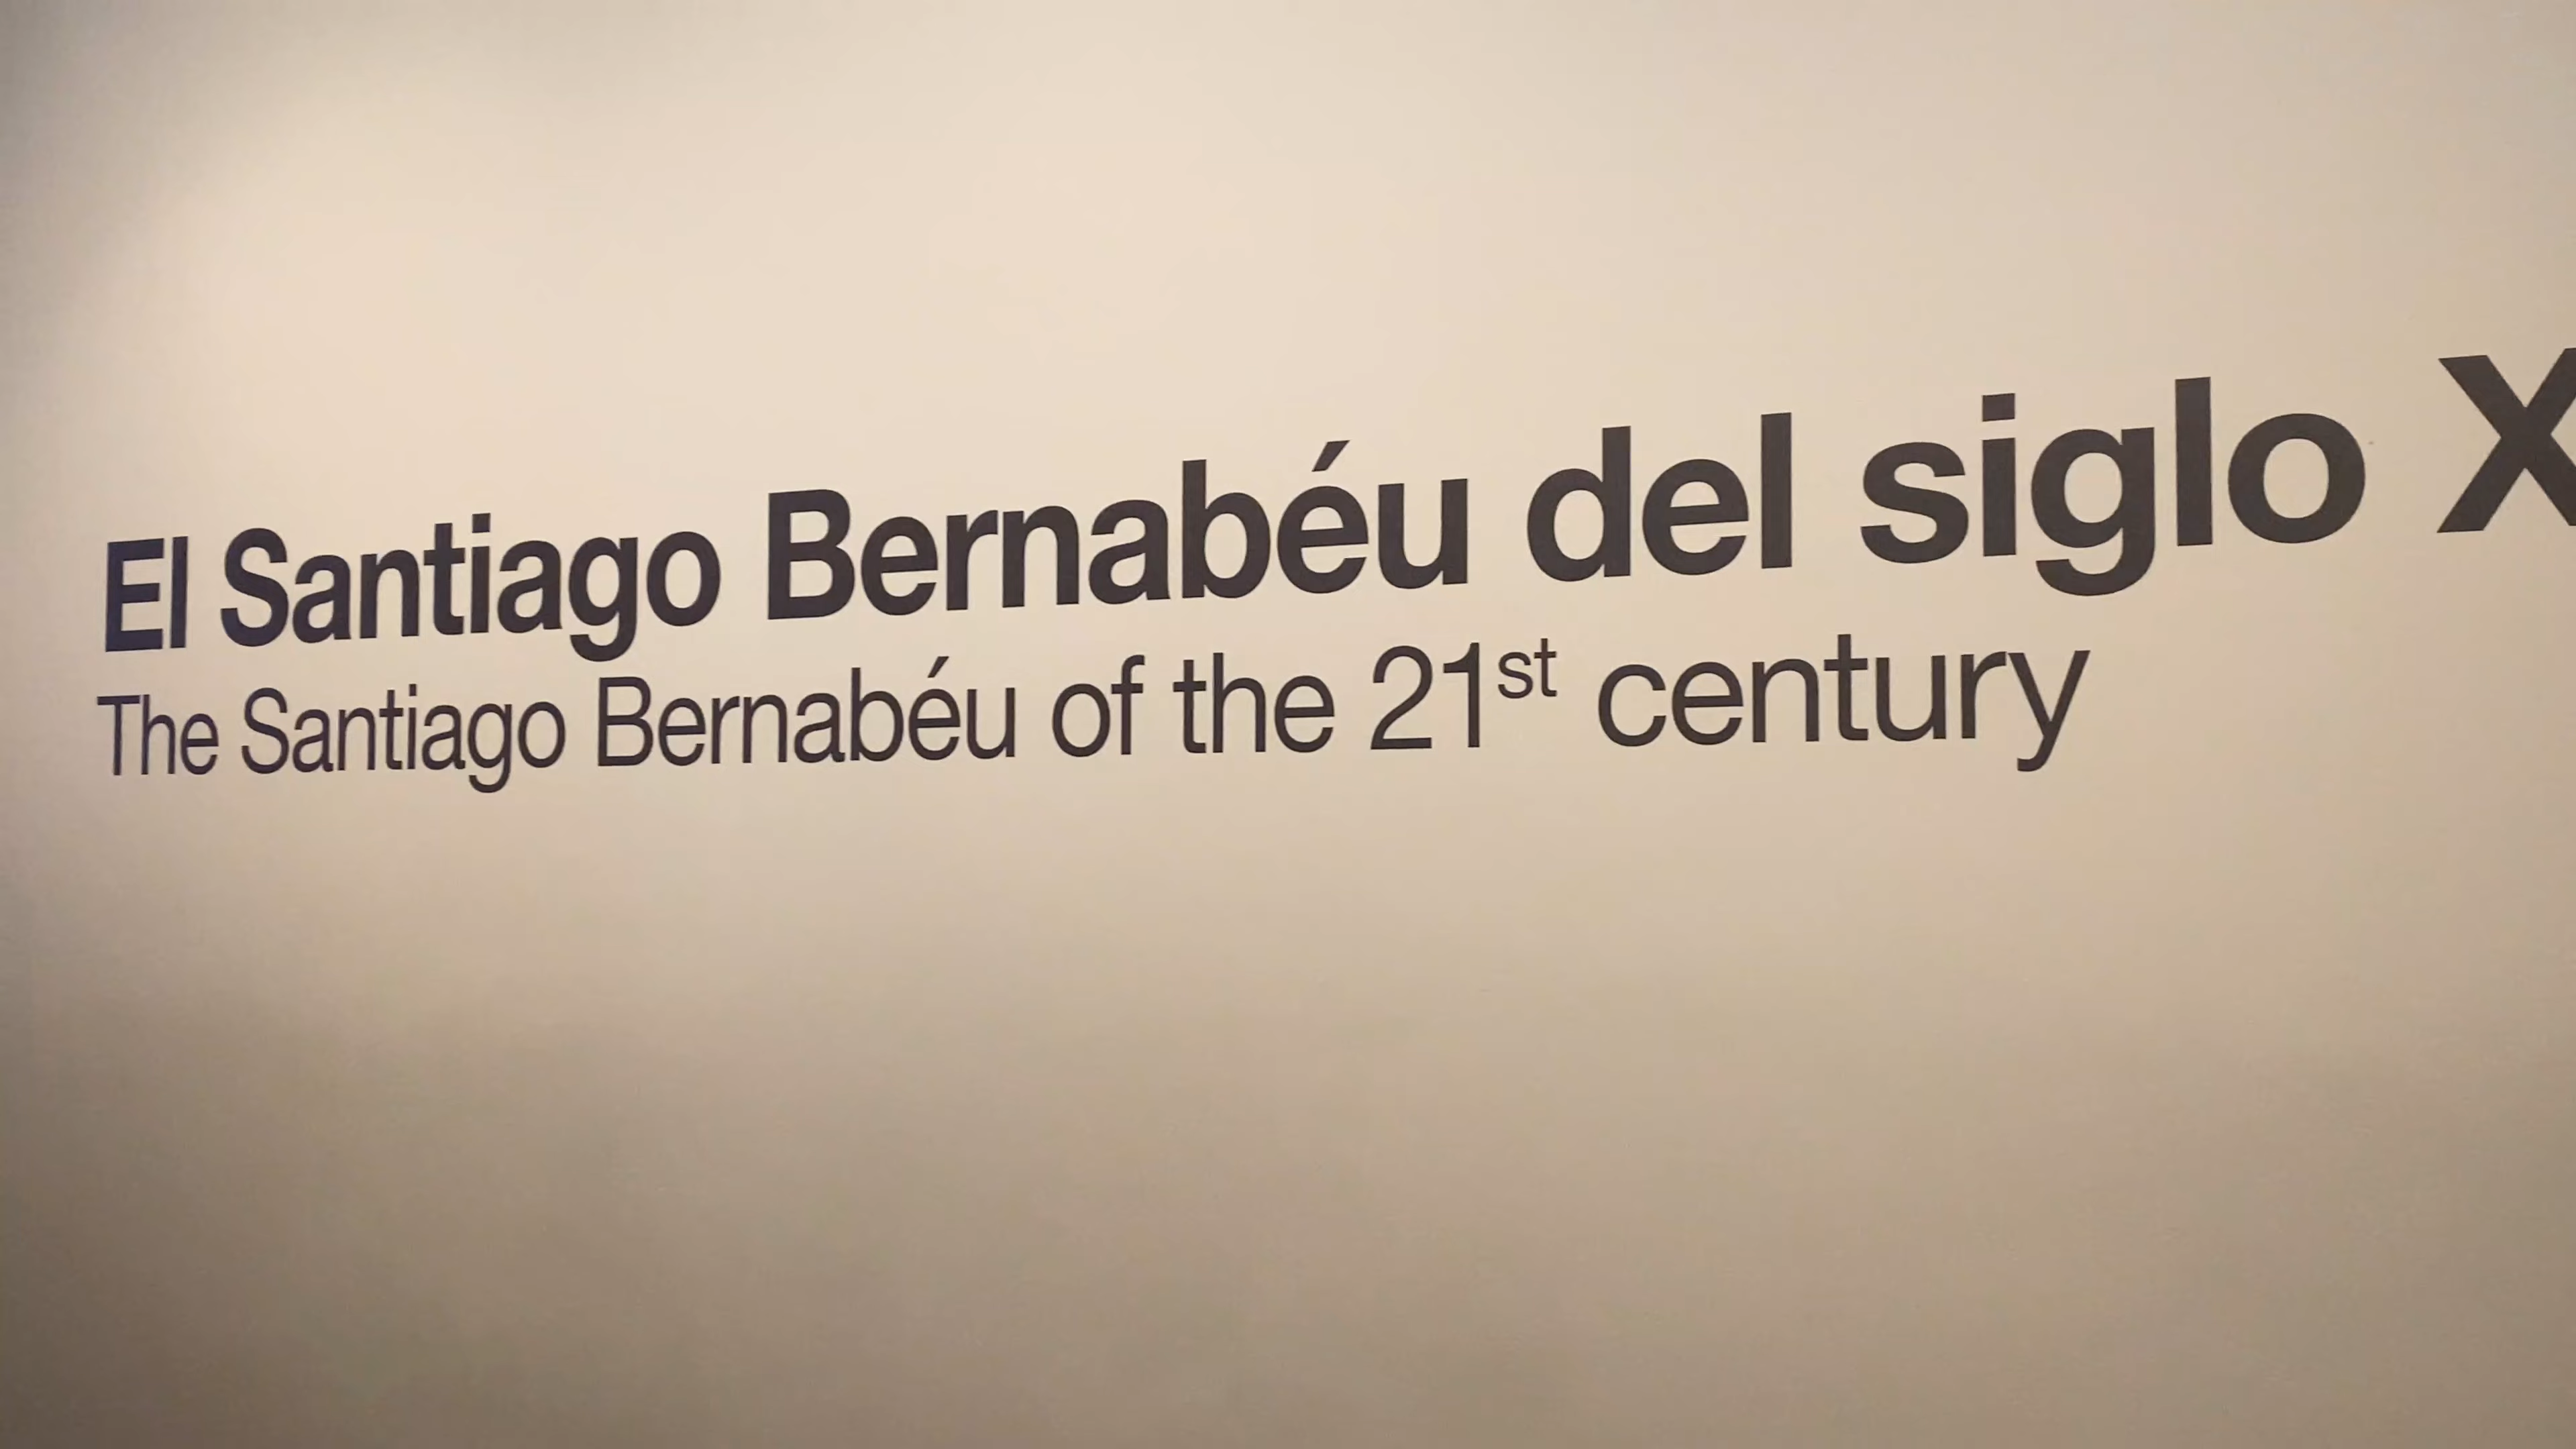 El Santiago Bernabéu del siglo X
The Santiago Bernabéu of the 21st century